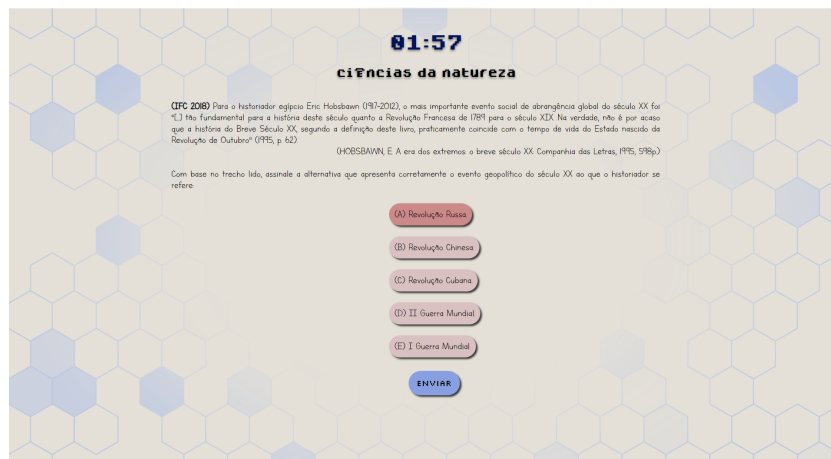 01:57
ciências da natureza
(IFC 2018) Para o historiador egípcio Eric Hobsbawn (1917-2012), o mais importante evento social de abrangência global do século XX foi
"[...] tão fundamental para a história deste século quanto a Revolução Francesa de 1789 para o século XIX. Na verdade, não é por acaso
que a história do Breve Século XX, segundo a definição deste livro, praticamente coincide com o tempo de vida do Estado nascido da
Revolução de Outubro" (1995, p. 62)
(HOBSBAWN, E. A era dos extremos: o breve século XX. Companhia das Letras, 1995, 598p.)
Com base no trecho lido, assinale a alternativa que apresenta corretamente o evento geopolítico do século XX ao que o historiador se
refere:
(A) Revolução Russa
(B) Revolução Chinesa
(C) Revolução Cubana
(D) II Guerra Mundial
(E) I Guerra Mundial
ENVIAR